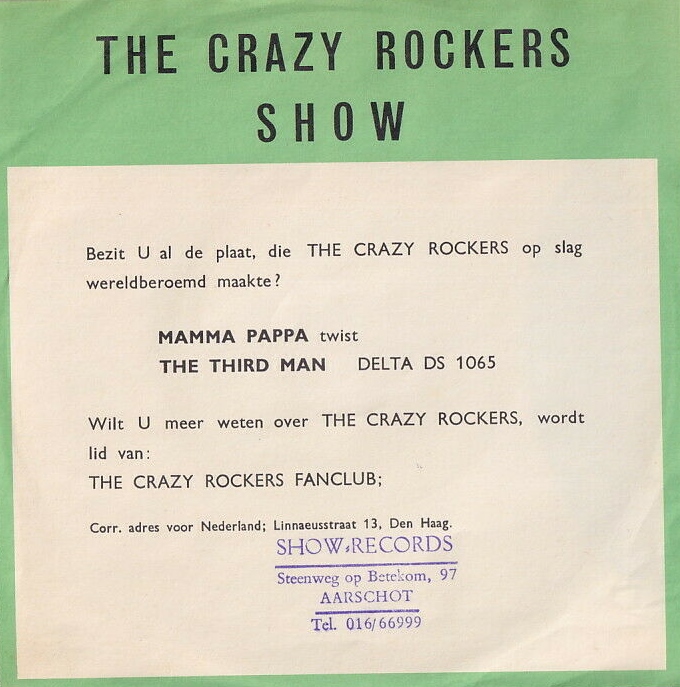 THE CRAZY ROCKERS
SHOW
Bezit U al de plaat, die THE CRAZY ROCKERS op slag
wereldberoemd maakte?
MAMMA PAPPA twist
THE THIRD MAN DELTA DS 1065
Wilt U meer weten over THE CRAZY ROCKERS, wordt
lid van:
THE CRAZY ROCKERS FANCLUB;
Corr. adres voor Nederland; Linnaeusstraat 13, Den Haag.
SHOW-RECORDS
Steenweg op Betekom, 97
AARSCHOT
Tel. 016/66999